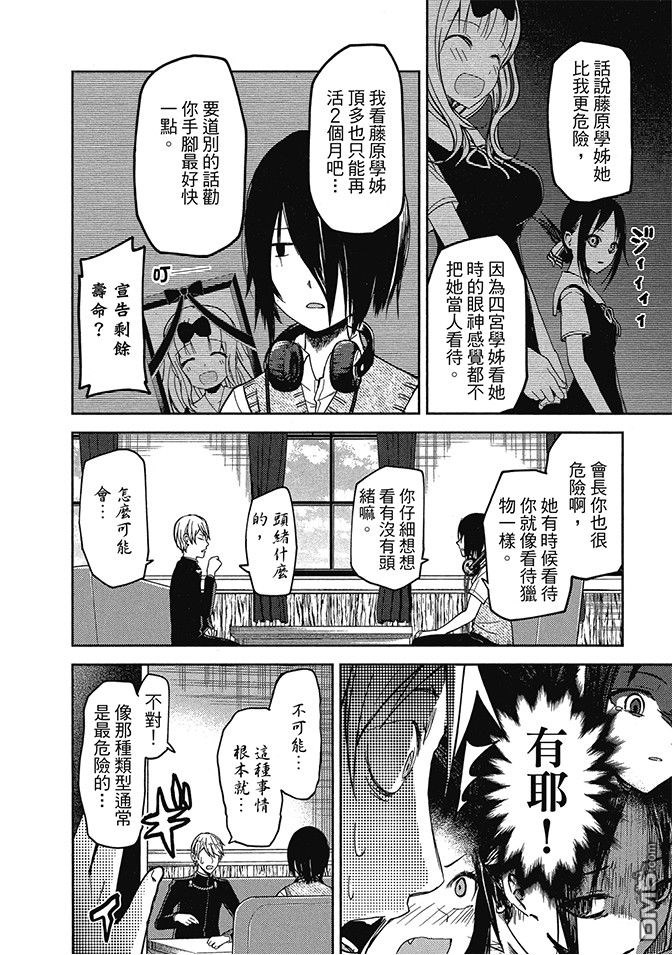 話說藤原學姊她
比我更危險，
ジィイイイ
因為四宮學姊看她
時的眼神感覺都不
把她當人看待。
我看藤原學姊
頂多也只能再
活2個月吧…
要道別的話勸
你手腳最好快
一點。
叮
宣告剩餘
壽命？
會長你也很
危險啊，
她有時候看待
你就像看待獵
物一樣。
你仔細想想
看有沒有頭
緒嘛。
頭緒什麼
的，
怎麼可能
會…
有耶！
不可能…
這種事情
根本就…
不對！
像那種類型通常
是最危險的…
DM5.com